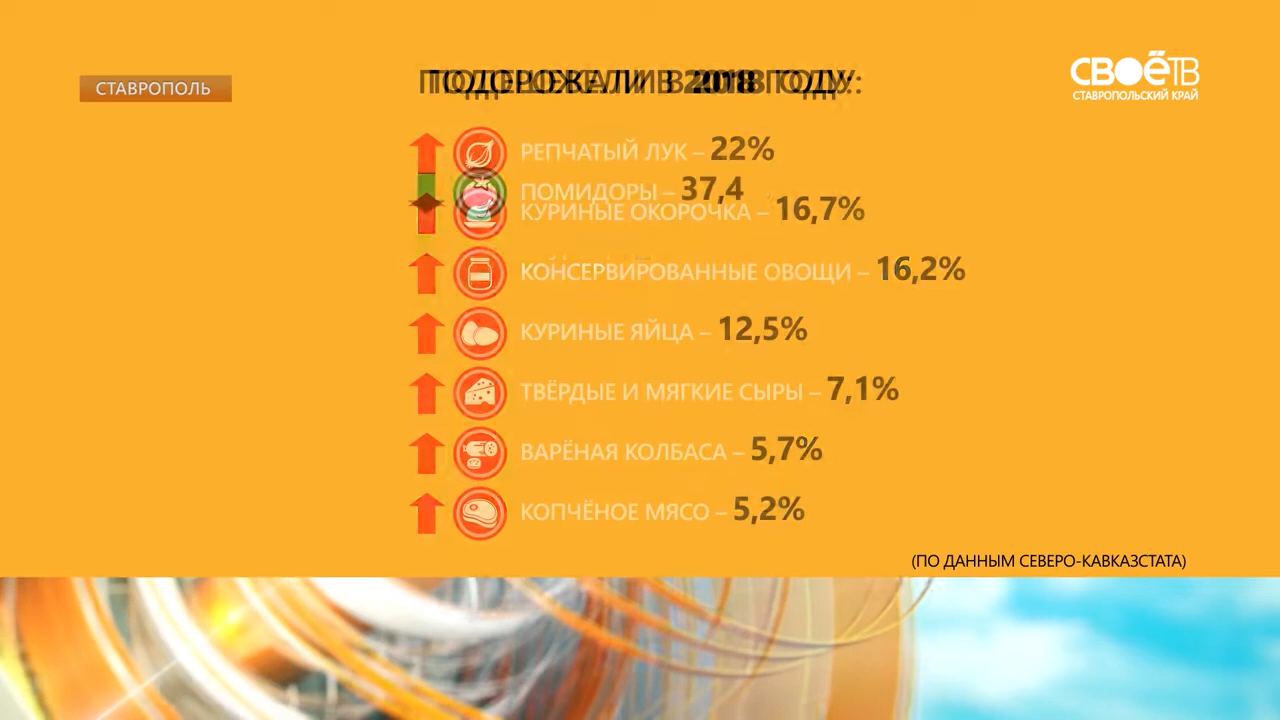 СВОЁТВ
СТАВРОПОЛЬСКИЙ КРАЙ
СТАВРОПОЛЬ
2018
РЕПЧАТЫЙ ЛУК – 22%
ПОМИДОРЫ – 37,4
КУРИНЫЕ ОКОРОЧКА – 16,7%
КОНСЕРВИРОВАННЫЕ ОВОЩИ – 16,2%
КУРИНЫЕ ЯЙЦА – 12,5%
ТВЁРДЫЕ И МЯГКИЕ СЫРЫ – 7,1%
ВАРЁНАЯ КОЛБАСА – 5,7%
КОПЧЁНОЕ МЯСО – 5,2%
(ПО ДАННЫМ СЕВЕРО-КАВКАЗСТАТА)